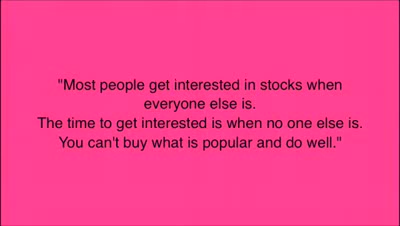 "Most people get interested in stocks when
everyone else is.
The time to get interested is when no one else is.
You can't buy what is popular and do well."